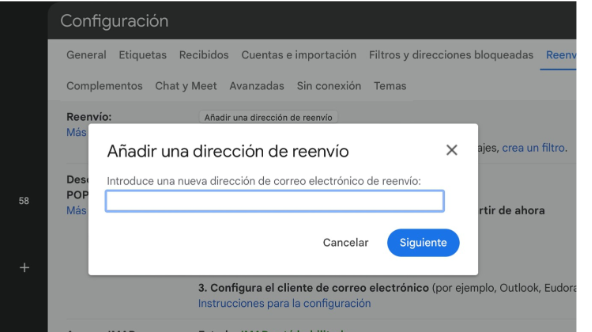 Configuración
General Etiquetas Recibidos Cuentas e importación Filtros y direcciones bloqueadas Reenv
Complementos Chat y Meet Avanzadas Sin conexión Temas
Reenvío: Añadir una dirección de reenvío
Más
ajes, crea un filtro.
Añadir una dirección de reenvío
Introduce una nueva dirección de correo electrónico de reenvío:
Desc
POP
58
Más
rtir de ahora
Cancelar Siguiente
3. Configura el cliente de correo electrónico (por ejemplo, Outlook, Eudora
Instrucciones para la configuración